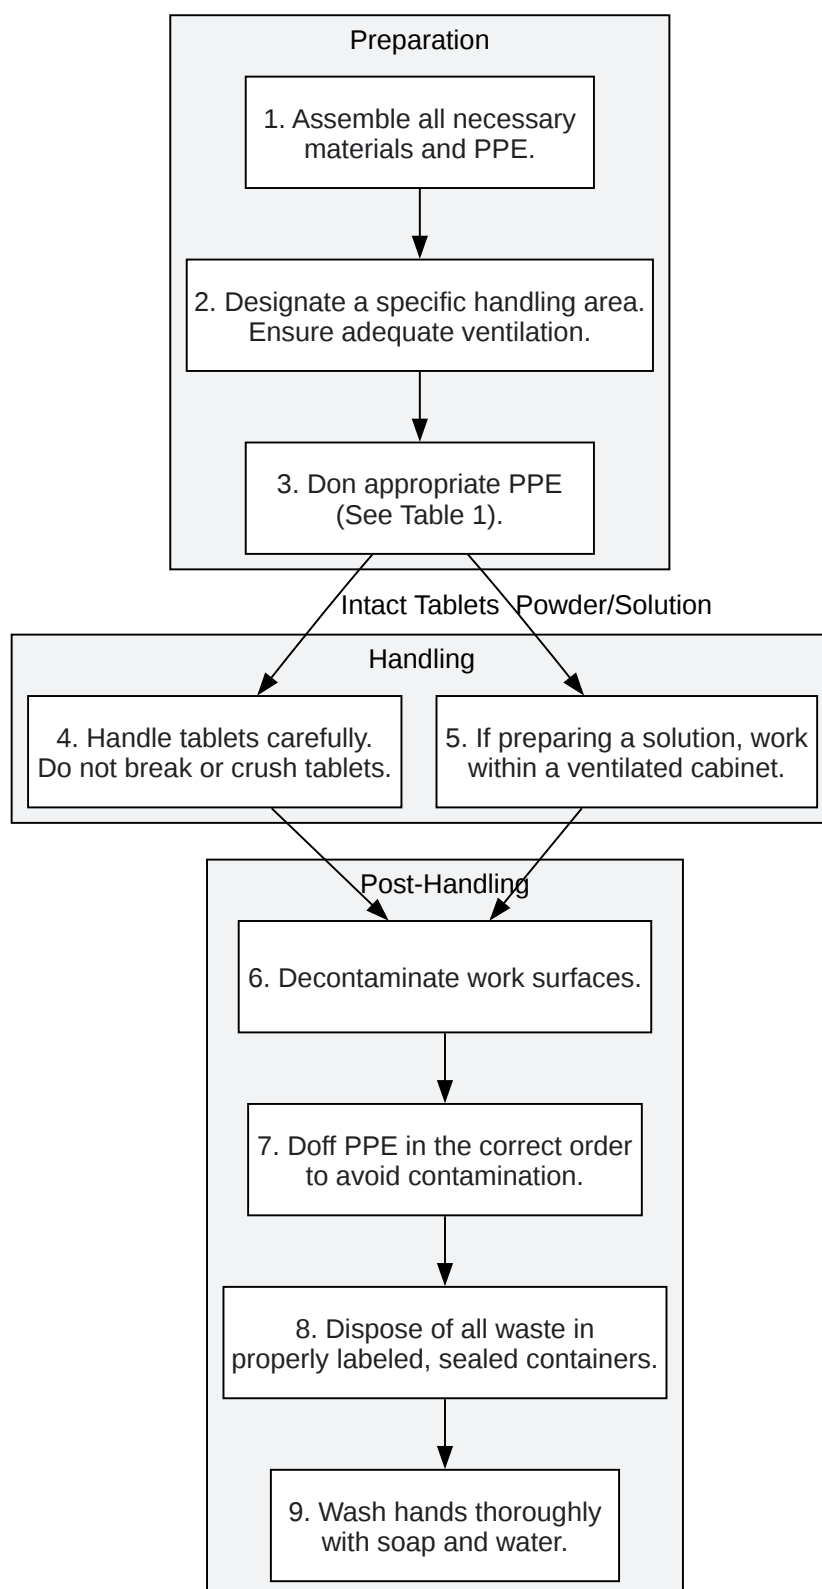 Preparation
1. Assemble all necessary
materials and PPE.
2. Designate a specific handling area.
Ensure adequate ventilation.
3. Don appropriate PPE
(See Table 1).
Intact Tablets
Powder/Solution
Handling
4. Handle tablets carefully.
Do not break or crush tablets.
5. If preparing a solution, work
within a ventilated cabinet.
Post-Handling
6. Decontaminate work surfaces.
7. Doff PPE in the correct order
to avoid contamination.
8. Dispose of all waste in
properly labeled, sealed containers.
9. Wash hands thoroughly
with soap and water.